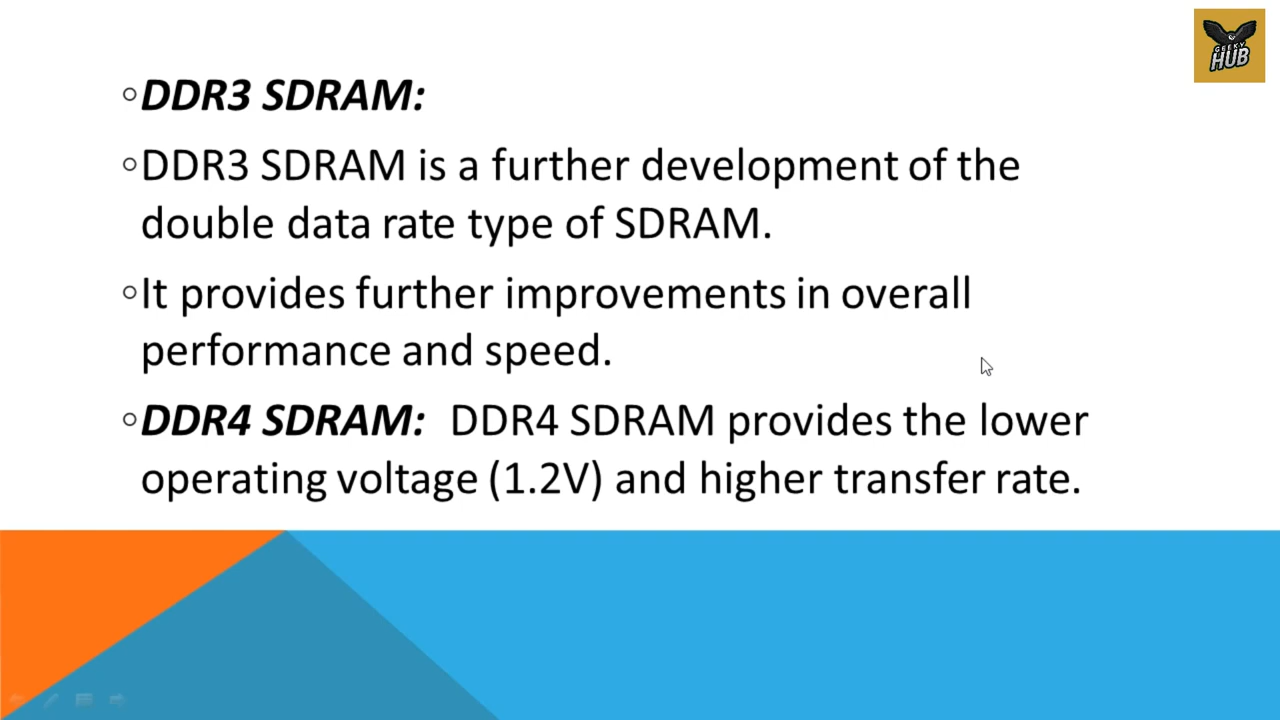 GEEKY
HUB
◦DDR3 SDRAM:
◦DDR3 SDRAM is a further development of the
double data rate type of SDRAM.
◦It provides further improvements in overall
performance and speed.
◦DDR4 SDRAM: DDR4 SDRAM provides the lower
operating voltage (1.2V) and higher transfer rate.